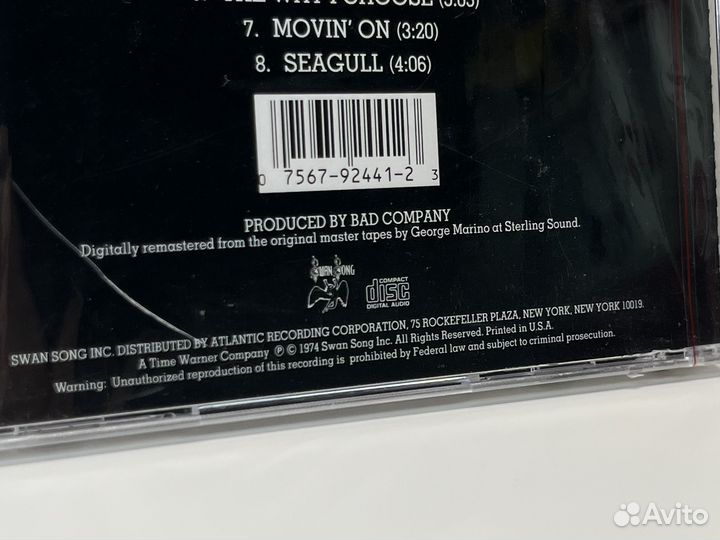 7. MOVIN' ON (3:20)
8. SEAGULL (4:06)
0 7567-92441-2 3
PRODUCED BY BAD COMPANY
Digitally remastered from the original master tapes by George Marino at Sterling Sound.
SWAN SONG
COMPACT
disc
DIGITAL AUDIO
SWAN SONG INC. DISTRIBUTED BY ATLANTIC RECORDING CORPORATION, 75 ROCKEFELLER PLAZA, NEW YORK, NEW YORK 10019.
A Time Warner Company ℗ © 1974 Swan Song Inc. All Rights Reserved. Printed in U.S.A.
Warning: Unauthorized reproduction of this recording is prohibited by Federal law and subject to criminal prosecution.
Avito